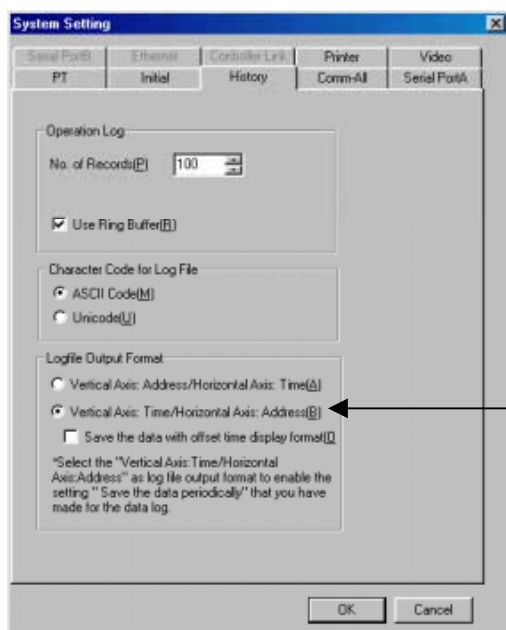 System Setting
Serial PortB Ethernet Controller Link Printer Video
PT Initial History Comm-All Serial PortA
Operation Log
No. of Records(P) 100
Use Ring Buffer(R)
Character Code for Log File
ASCII Code(M)
Unicode(U)
Logfile Output Format
Vertical Axis: Address/Horizontal Axis: Time(A)
Vertical Axis: Time/Horizontal Axis: Address(B)
Save the data with offset time display format(O
*Select the "Vertical Axis:Time/Horizontal
Axis:Address" as log file output format to enable the
setting " Save the data periodically" that you have
made for the data log.
OK Cancel